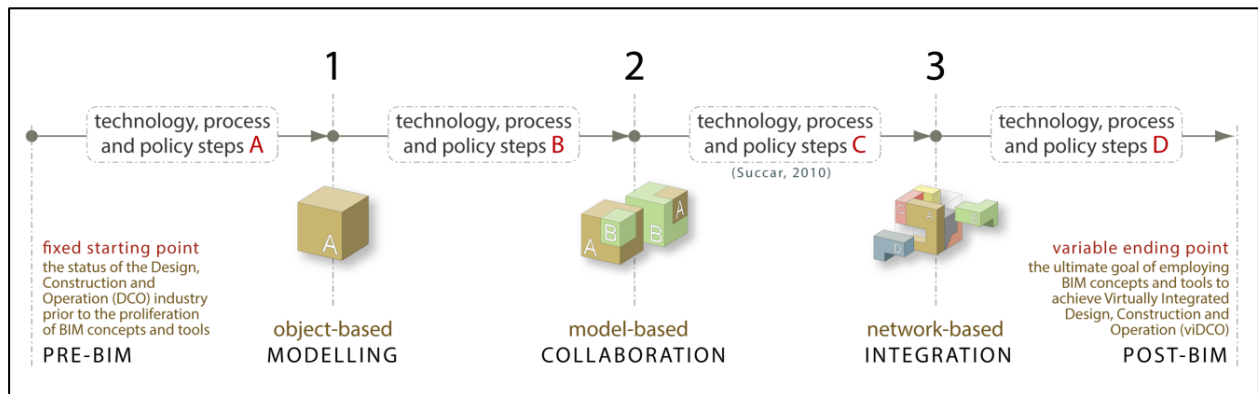 1
2
3
technology, process
and policy steps A
technology, process
and policy steps B
technology, process
and policy steps C
(Succar, 2010)
technology, process
and policy steps D
fixed starting point
the status of the Design,
Construction and
Operation (DCO) industry
prior to the proliferation
of BIM concepts and tools
PRE-BIM
A
object-based
MODELLING
A B B A
model-based
COLLABORATION
C A D
network-based
INTEGRATION
variable ending point
the ultimate goal of employing
BIM concepts and tools to
achieve Virtually Integrated
Design, Construction and
Operation (viDCO)
POST-BIM